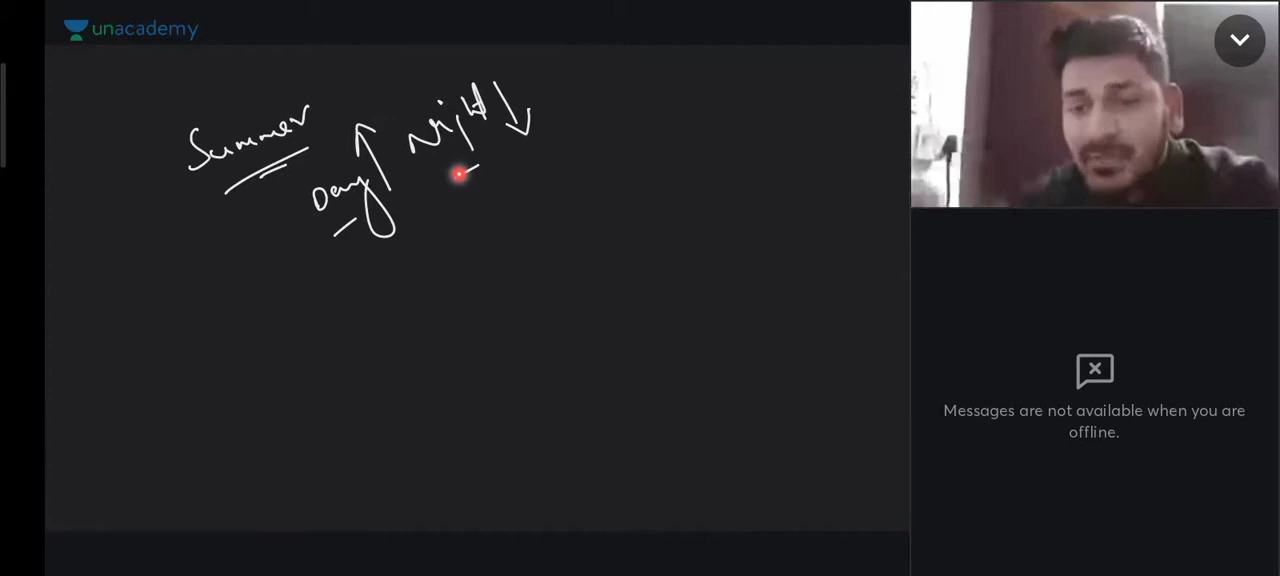 unacademy
Summer
Day ↑ Night ↓
Messages are not available when you are
offline.